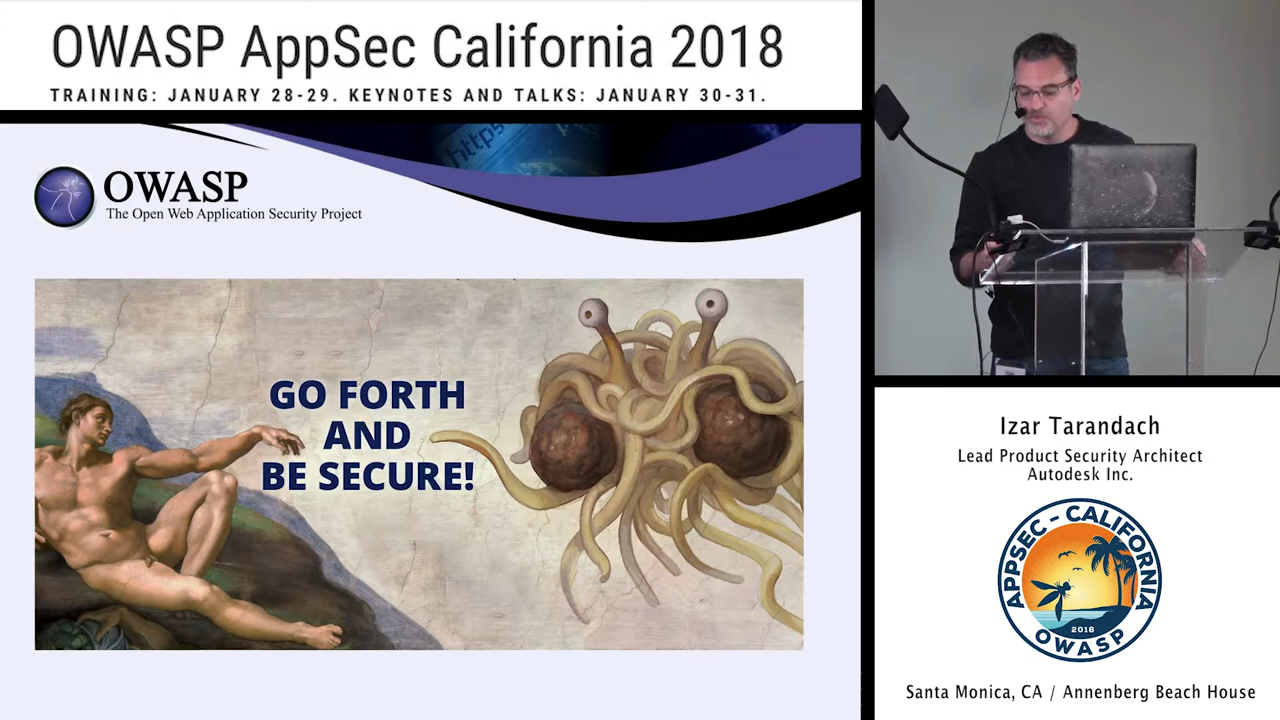 OWASP AppSec California 2018
TRAINING: JANUARY 28-29. KEYNOTES AND TALKS: JANUARY 30-31.
https
OWASP
The Open Web Application Security Project
GO FORTH
AND
BE SECURE!
Izar Tarandach
Lead Product Security Architect
Autodesk Inc.
APPSEC - CALIFORNIA
2018
OWASP
Santa Monica, CA / Annenberg Beach House